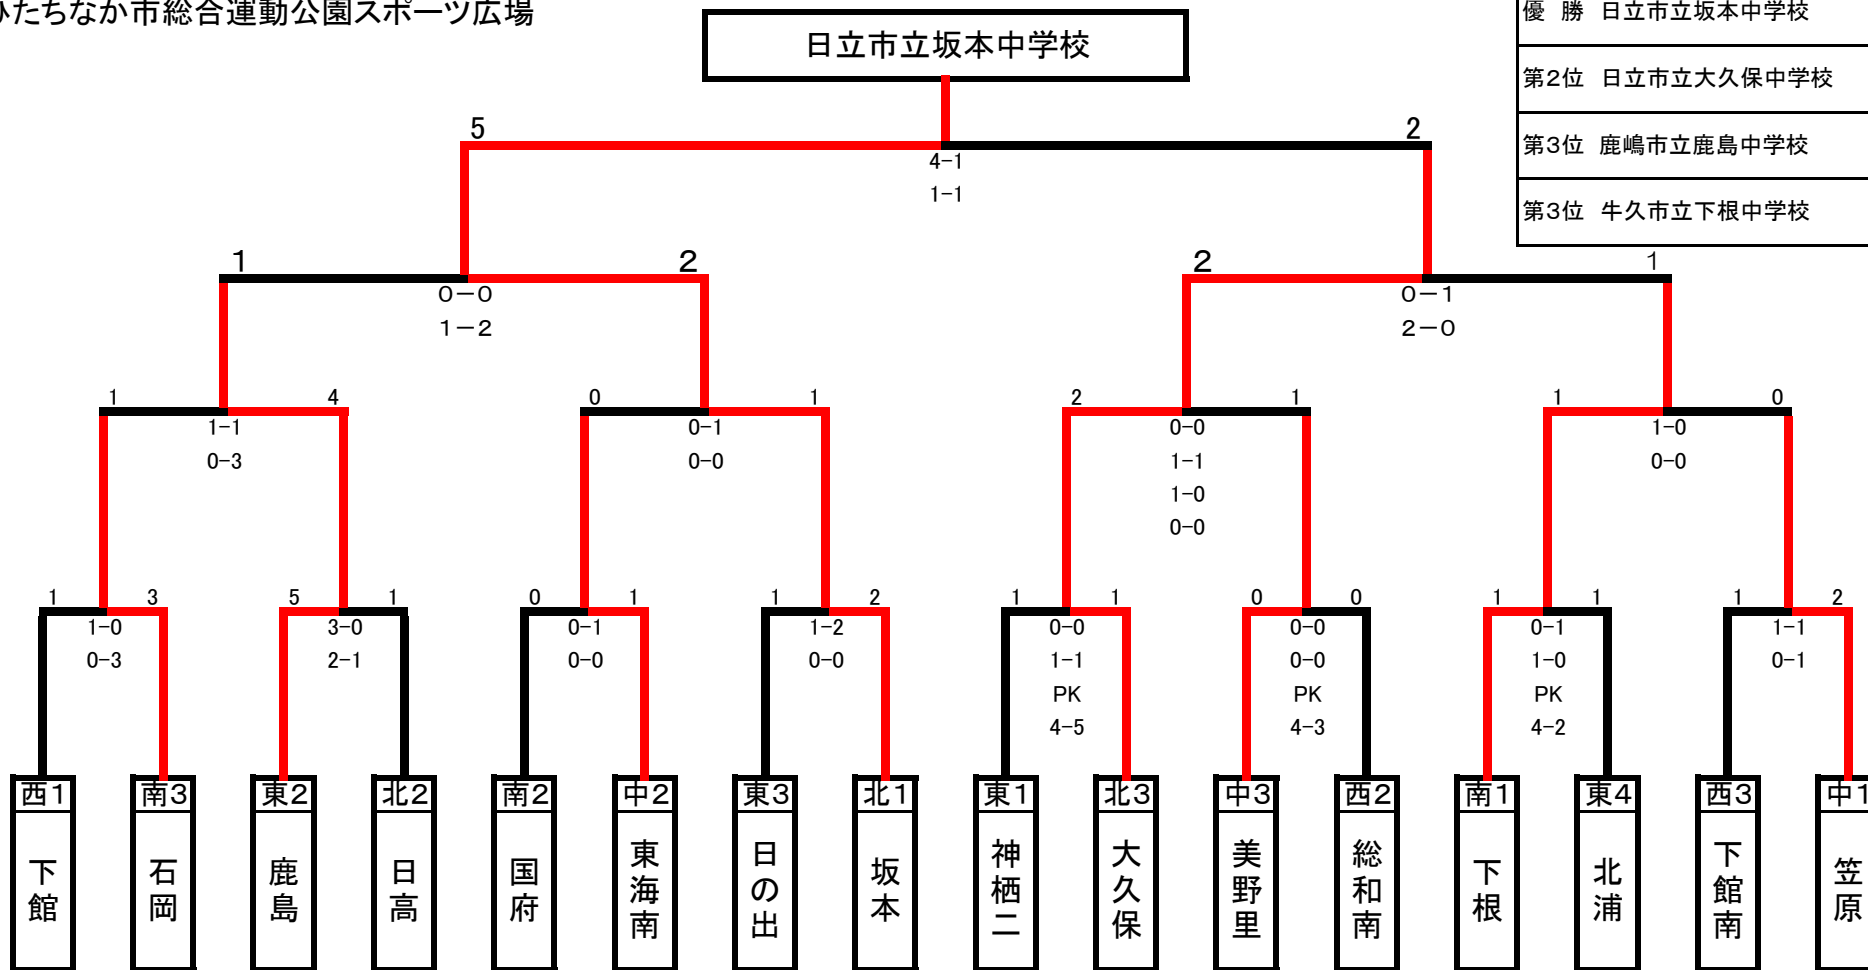 ひたちなか市総合運動公園スポーツ広場
日立市立坂本中学校
優 勝 日立市立坂本中学校
第2位 日立市立大久保中学校
第3位 鹿嶋市立鹿島中学校
第3位 牛久市立下根中学校
5 2
4-1
1-1
1 2 2 1
0-0 0-1
1-2 2-0
1 4 0 1 2 1 1 0
1-1 0-1 0-0 1-0
0-3 0-0 1-1 0-0
1-0
0-0
1 3 5 1 0 1 1 2 1 1 0 0 1 1 1 2
1-0 3-0 0-1 1-2 0-0 0-0 0-1 1-1
0-3 2-1 0-0 0-0 1-1 0-0 1-0 0-1
PK PK PK
4-5 4-3 4-2
西1 南3 東2 北2 南2 中2 東3 北1 東1 北3 中3 西2 南1 東4 西3 中1
下館 石岡 鹿島 日高 国府 東海南 日の出 坂本 神栖二 大久保 美野里 総和南 下根 北浦 下館南 笠原